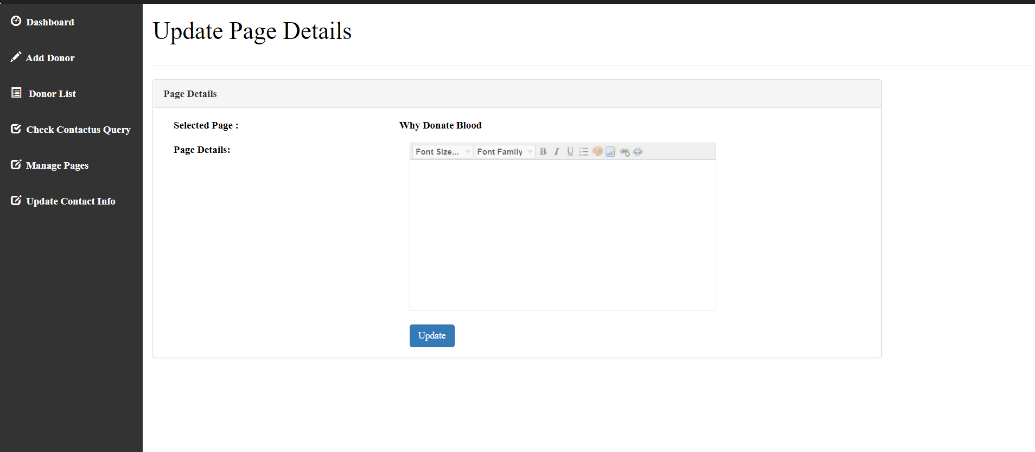 Dashboard
Add Donor
Donor List
Check Contactus Query
Manage Pages
Update Contact Info
Update Page Details
Page Details
Selected Page :
Why Donate Blood
Page Details:
Font Size... Font Family B I U
Update